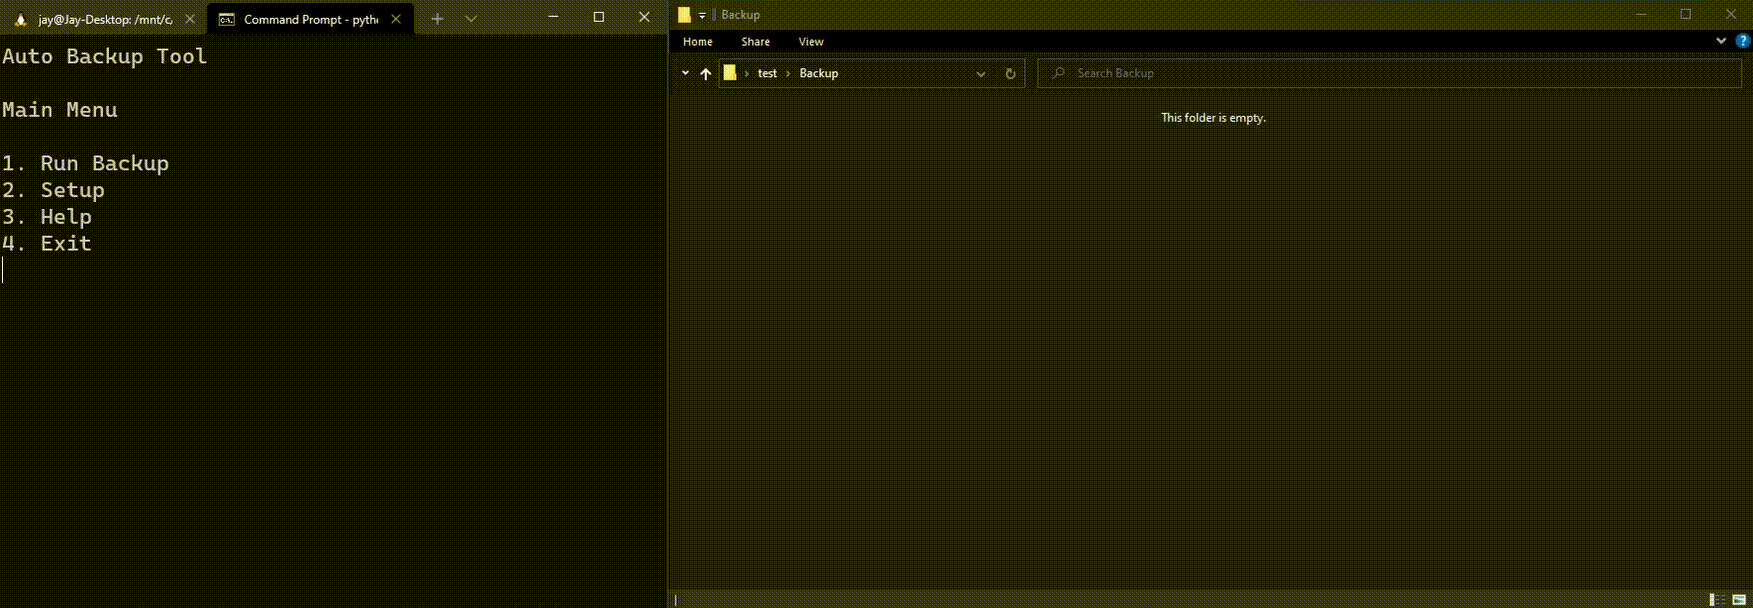 jay@Jay-Desktop: /mnt/c/
Command Prompt - pytho
Auto Backup Tool
Main Menu
1. Run Backup
2. Setup
3. Help
4. Exit
Backup
Home Share View
test › Backup
Search Backup
This folder is empty.